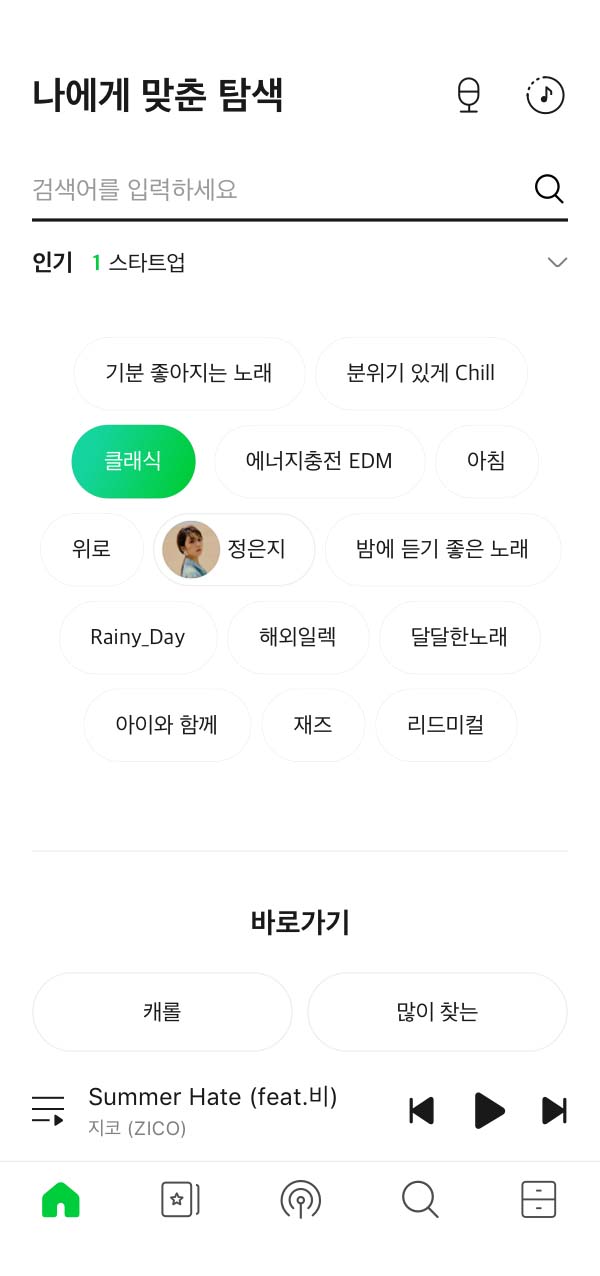 나에게 맞춘 탐색
검색어를 입력하세요
인기 1 스타트업
기분 좋아지는 노래 분위기 있게 Chill
클래식 에너지충전 EDM 아침
위로 정은지 밤에 듣기 좋은 노래
Rainy_Day 해외일렉 달달한노래
아이와 함께 재즈 리드미컬
바로가기
캐롤 많이 찾는
Summer Hate (feat.비)
지코 (ZICO)